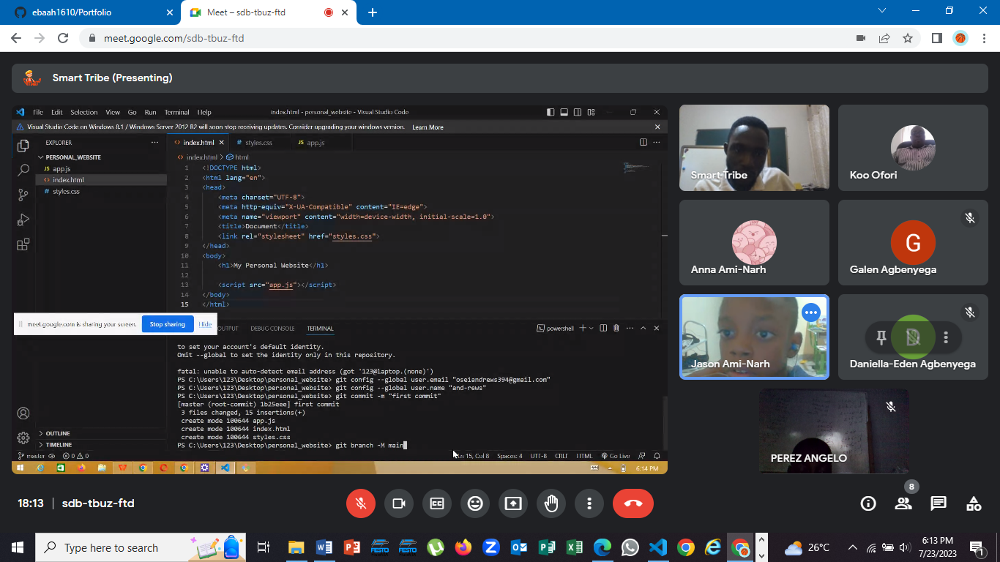 ebaah1610/Portfolio
Meet – sdb-tbuz-ftd
meet.google.com/sdb-tbuz-ftd
Smart Tribe (Presenting)
File Edit Selection View Go Run Terminal Help
index.html - personal_website - Visual Studio Code
Visual Studio Code on Windows 8.1 / Windows Server 2012 R2 will soon stop receiving updates. Consider upgrading your windows version. Learn More
EXPLORER
index.html
styles.css
app.js
PERSONAL_WEBSITE
app.js
index.html
styles.css
index.html > html
1 <!DOCTYPE html>
2 <html lang="en">
3 <head>
4 <meta charset="UTF-8">
5 <meta http-equiv="X-UA-Compatible" content="IE=edge">
6 <meta name="viewport" content="width=device-width, initial-scale=1.0">
7 <title>Document</title>
8 <link rel="stylesheet" href="styles.css">
9 </head>
10 <body>
11 <h1>My Personal Website</h1>
12
13 <script src="app.js"></script>
14 </body>
15 </html>
meet.google.com is sharing your screen. Stop sharing Hide
OUTPUT DEBUG CONSOLE TERMINAL
powershell
to set your account's default identity.
Omit --global to set the identity only in this repository.
fatal: unable to auto-detect email address (got '123@laptop.(none)')
PS C:\Users\123\Desktop\personal_website> git config --global user.email "oseiandrews394@gmail.com"
PS C:\Users\123\Desktop\personal_website> git config --global user.name "and-rews"
PS C:\Users\123\Desktop\personal_website> git commit -m "first commit"
[master (root-commit) 1b25eee] first commit
3 files changed, 15 insertions(+)
create mode 100644 app.js
create mode 100644 index.html
create mode 100644 styles.css
PS C:\Users\123\Desktop\personal_website> git branch -M main
OUTLINE
TIMELINE
master 0 0
Ln 15, Col 8 Spaces: 4 UTF-8 CRLF HTML Go Live
6:14 PM
Smart Tribe
Koo Ofori
Anna Ami-Narh
G
Galen Agbenyega
Jason Ami-Narh
D
Daniella-Eden Agbenyega
PEREZ ANGELO
18:13 | sdb-tbuz-ftd
8
Type here to search
FESTO
FESTO
26°C
6:13 PM
7/23/2023
1